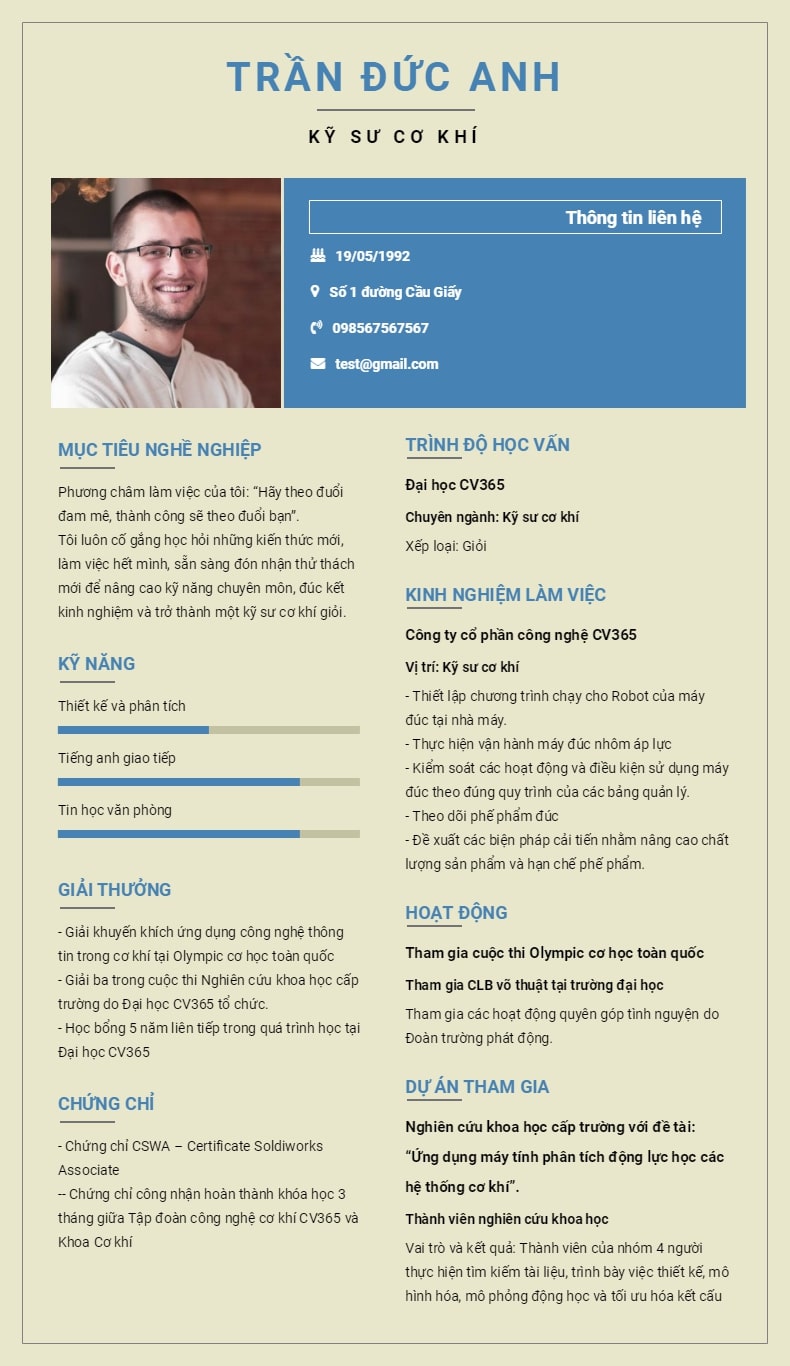 TRẦN ĐỨC ANH
KỸ SƯ CƠ KHÍ
Thông tin liên hệ
19/05/1992
Số 1 đường Cầu Giấy
098567567567
test@gmail.com
MỤC TIÊU NGHỀ NGHIỆP
Phương châm làm việc của tôi: “Hãy theo đuổi
đam mê, thành công sẽ theo đuổi bạn”.
Tôi luôn cố gắng học hỏi những kiến thức mới,
làm việc hết mình, sẵn sàng đón nhận thử thách
mới để nâng cao kỹ năng chuyên môn, đúc kết
kinh nghiệm và trở thành một kỹ sư cơ khí giỏi.
KỸ NĂNG
Thiết kế và phân tích
Tiếng anh giao tiếp
Tin học văn phòng
GIẢI THƯỞNG
- Giải khuyến khích ứng dụng công nghệ thông
tin trong cơ khí tại Olympic cơ học toàn quốc
- Giải ba trong cuộc thi Nghiên cứu khoa học cấp
trường do Đại học CV365 tổ chức.
- Học bổng 5 năm liên tiếp trong quá trình học tại
Đại học CV365
CHỨNG CHỈ
- Chứng chỉ CSWA – Certificate Soldiworks
Associate
-- Chứng chỉ công nhận hoàn thành khóa học 3
tháng giữa Tập đoàn công nghệ cơ khí CV365 và
Khoa Cơ khí
TRÌNH ĐỘ HỌC VẤN
Đại học CV365
Chuyên ngành: Kỹ sư cơ khí
Xếp loại: Giỏi
KINH NGHIỆM LÀM VIỆC
Công ty cổ phần công nghệ CV365
Vị trí: Kỹ sư cơ khí
- Thiết lập chương trình chạy cho Robot của máy
đúc tại nhà máy.
- Thực hiện vận hành máy đúc nhôm áp lực
- Kiểm soát các hoạt động và điều kiện sử dụng máy
đúc theo đúng quy trình của các bảng quản lý.
- Theo dõi phế phẩm đúc
- Đề xuất các biện pháp cải tiến nhằm nâng cao chất
lượng sản phẩm và hạn chế phế phẩm.
HOẠT ĐỘNG
Tham gia cuộc thi Olympic cơ học toàn quốc
Tham gia CLB võ thuật tại trường đại học
Tham gia các hoạt động quyên góp tình nguyện do
Đoàn trường phát động.
DỰ ÁN THAM GIA
Nghiên cứu khoa học cấp trường với đề tài:
“Ứng dụng máy tính phân tích động lực học các
hệ thống cơ khí”.
Thành viên nghiên cứu khoa học
Vai trò và kết quả: Thành viên của nhóm 4 người
thực hiện tìm kiếm tài liệu, trình bày việc thiết kế, mô
hình hóa, mô phỏng động học và tối ưu hóa kết cấu